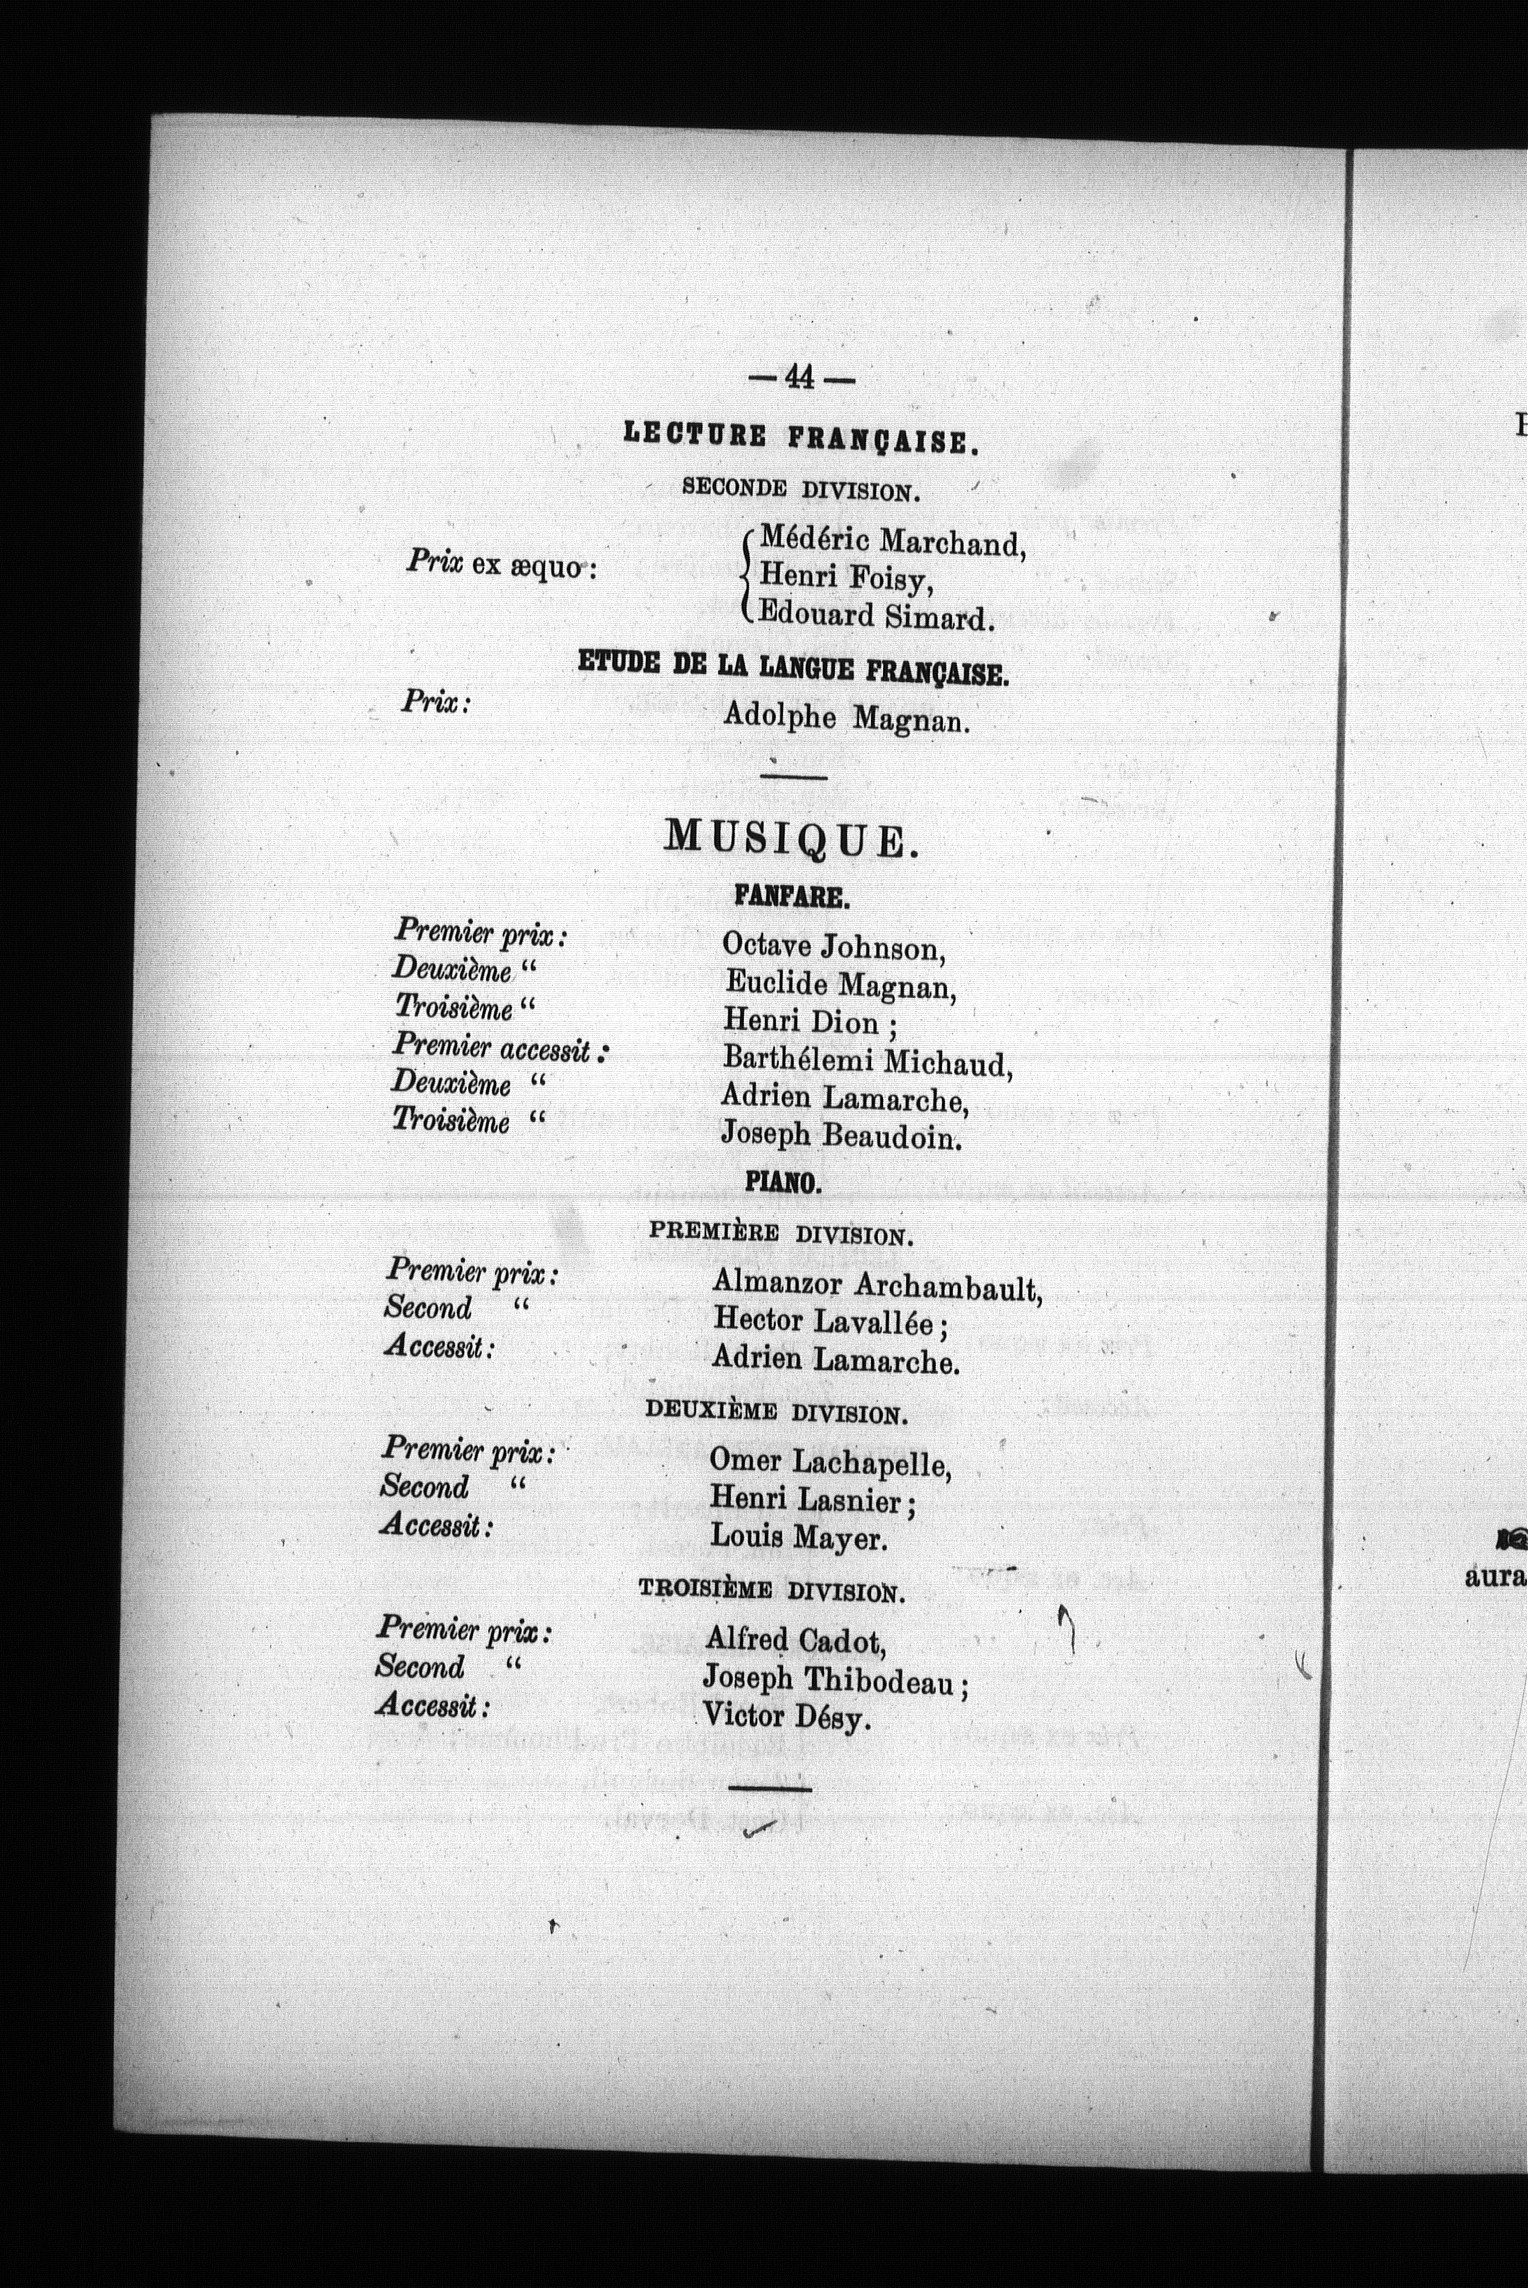 — 44 —
LECTURE FRANÇAISE.
SECONDE DIVISION.
Prix ex æquo : Médéric Marchand,
Henri Foisy,
Edouard Simard.
ETUDE DE LA LANGUE FRANÇAISE.
Prix : Adolphe Magnan.
MUSIQUE.
FANFARE.
Premier prix : Octave Johnson,
Deuxième “ Euclide Magnan,
Troisième “ Henri Dion ;
Premier accessit : Barthélemi Michaud,
Deuxième “ Adrien Lamarche,
Troisième “ Joseph Beaudoin.
PIANO.
PREMIÈRE DIVISION.
Premier prix : Almanzor Archambault,
Second “ Hector Lavallée ;
Accessit : Adrien Lamarche.
DEUXIÈME DIVISION.
Premier prix : Omer Lachapelle,
Second “ Henri Lasnier ;
Accessit : Louis Mayer.
TROISIÈME DIVISION.
Premier prix : Alfred Cadot,
Second “ Joseph Thibodeau ;
Accessit : Victor Désy.
aura